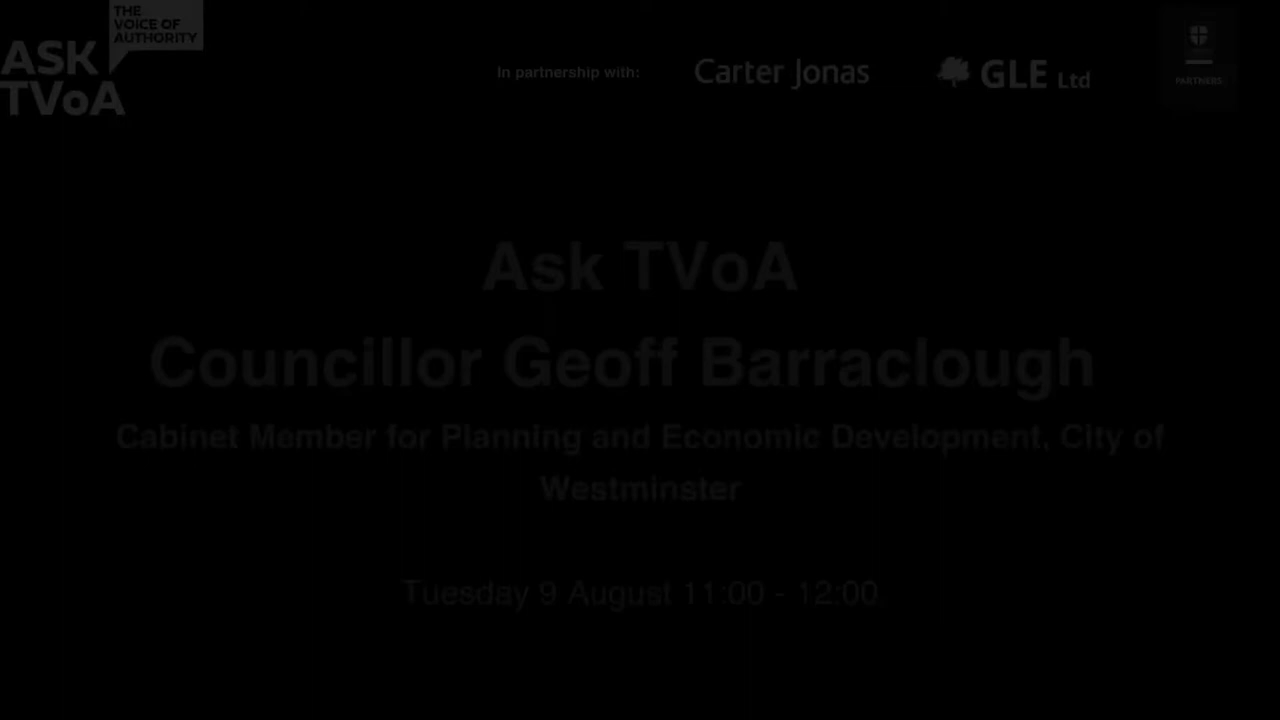 THE
VOICE OF
AUTHORITY
ASK
TVoA
In partnership with:
Carter Jonas
GLE Ltd
PARTNERS
Ask TVoA
Councillor Geoff Barraclough
Cabinet Member for Planning and Economic Development, City of
Westminster
Tuesday 9 August 11:00 - 12:00